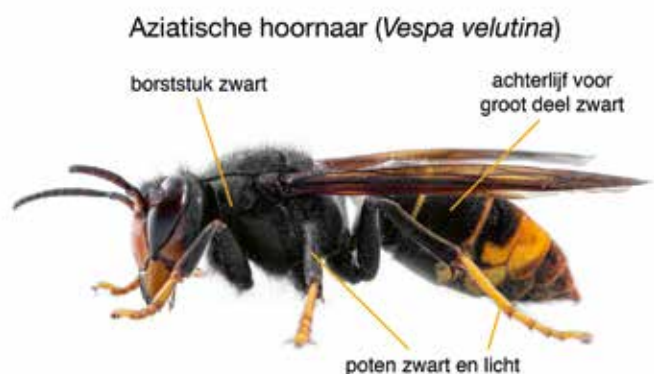 Aziatische hoornaar (Vespa velutina)
borststuk zwart
achterlijf voor
groot deel zwart
poten zwart en licht